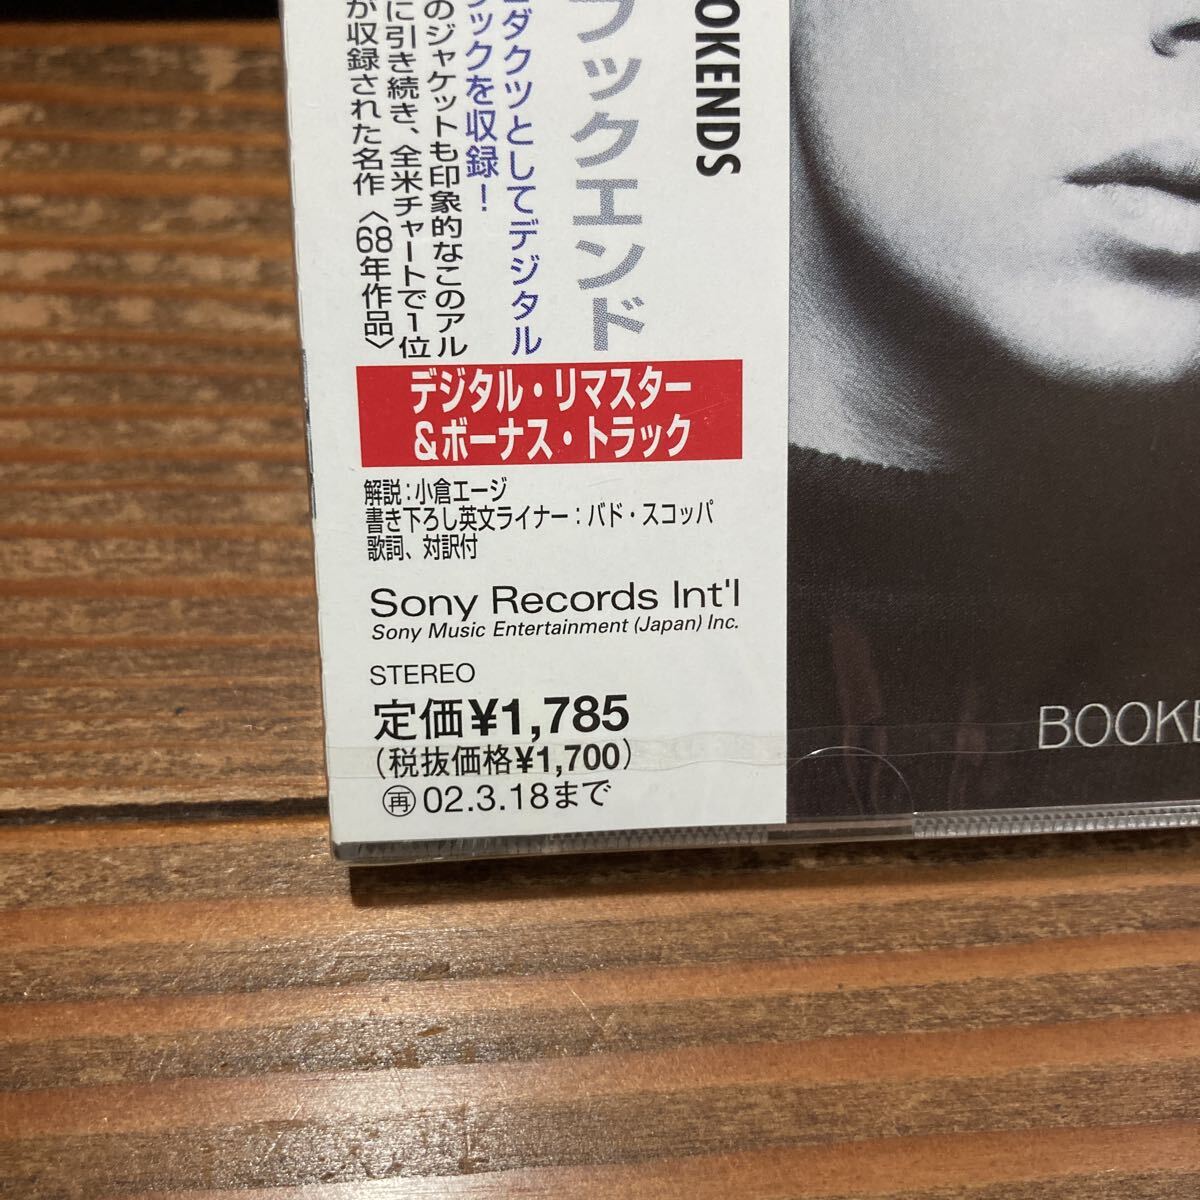 OKENDS
ブックエンド
ダクツとしてデジタル
ックを収録！
のジャケットも印象的なこのアル
に引き続き、全米チャートで1位
が収録された名作〈68年作品〉
デジタル・リマスター
&ボーナス・トラック
解説：小倉エージ
書き下ろし英文ライナー：バド・スコッパ
歌詞、対訳付
Sony Records Int'l
Sony Music Entertainment (Japan) Inc.
STEREO
定価¥1,785
（税抜価格¥1,700）
㊢02.3.18まで
BOOKE